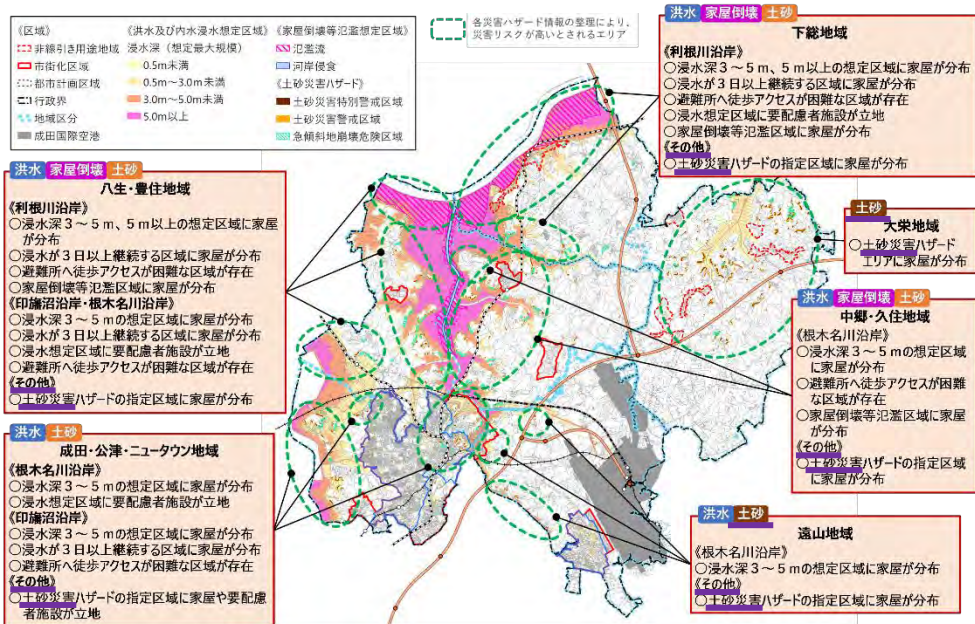 《区域》
非線引き用途地域
市街化区域
都市計画区域
行政界
地域区分
成田国際空港
《洪水及び内水浸水想定区域》
浸水深（想定最大規模）
0.5m未満
0.5m～3.0m未満
3.0m～5.0m未満
5.0m以上
《家屋倒壊等氾濫想定区域》
氾濫流
河岸侵食
《土砂災害ハザード》
土砂災害特別警戒区域
土砂災害警戒区域
急傾斜地崩壊危険区域
各災害ハザード情報の整理により、
災害リスクが高いとされるエリア
洪水 家屋倒壊 土砂
下総地域
《利根川沿岸》
○浸水深３～５m、５m以上の想定区域に家屋が分布
○浸水が３日以上継続する区域に家屋が分布
○避難所へ徒歩アクセスが困難な区域が存在
○浸水想定区域に要配慮者施設が立地
○家屋倒壊等氾濫区域に家屋が分布
《その他》
○土砂災害ハザードの指定区域に家屋が分布
洪水 家屋倒壊 土砂
八生・豊住地域
《利根川沿岸》
○浸水深３～５m、５m以上の想定区域に家屋
が分布
○浸水が３日以上継続する区域に家屋が分布
○避難所へ徒歩アクセスが困難な区域が存在
○家屋倒壊等氾濫区域に家屋が分布
《印旛沼沿岸・根木名川沿岸》
○浸水深３～５mの想定区域に家屋が分布
○浸水が３日以上継続する区域に家屋が分布
○浸水想定区域に要配慮者施設が立地
○避難所へ徒歩アクセスが困難な区域が存在
《その他》
○土砂災害ハザードの指定区域に家屋が分布
土砂
大栄地域
○土砂災害ハザード
エリアに家屋が分布
洪水 家屋倒壊 土砂
中郷・久住地域
《根木名川沿岸》
○浸水深３～５mの想定区域
に家屋が分布
○避難所へ徒歩アクセスが困難
な区域が存在
○家屋倒壊等氾濫区域に家屋
が分布
《その他》
○土砂災害ハザードの指定区域
に家屋が分布
洪水 土砂
成田・公津・ニュータウン地域
《根木名川沿岸》
○浸水深３～５mの想定区域に家屋が分布
○浸水想定区域に要配慮者施設が立地
《印旛沼沿岸》
○浸水深３～５mの想定区域に家屋が分布
○浸水が３日以上継続する区域に家屋が分布
○避難所へ徒歩アクセスが困難な区域が存在
《その他》
○土砂災害ハザードの指定区域に家屋や要配慮
者施設が立地
洪水 土砂
遠山地域
《根木名川沿岸》
○浸水深３～５mの想定区域に家屋が分布
《その他》
○土砂災害ハザードの指定区域に家屋が分布